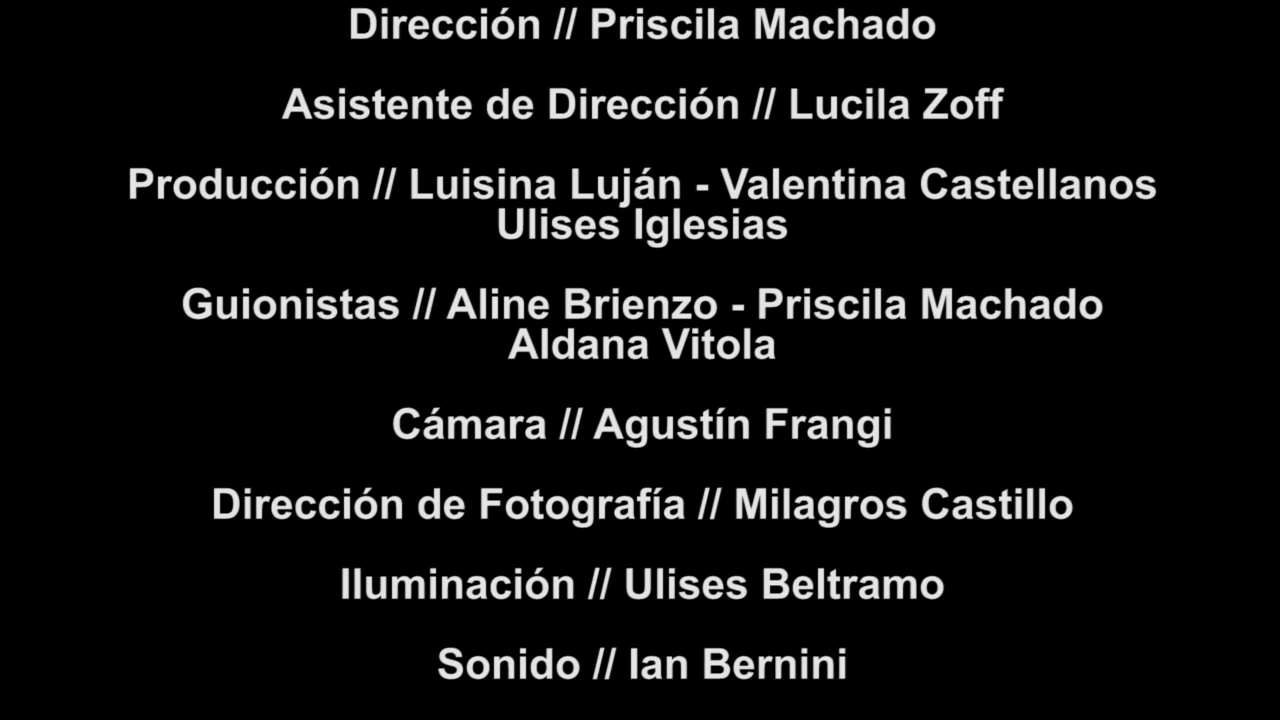 Dirección // Priscila Machado
Asistente de Dirección // Lucila Zoff
Producción // Luisina Luján - Valentina Castellanos
Ulises Iglesias
Guionistas // Aline Brienzo - Priscila Machado
Aldana Vitola
Cámara // Agustín Frangi
Dirección de Fotografía // Milagros Castillo
Iluminación // Ulises Beltramo
Sonido // Ian Bernini